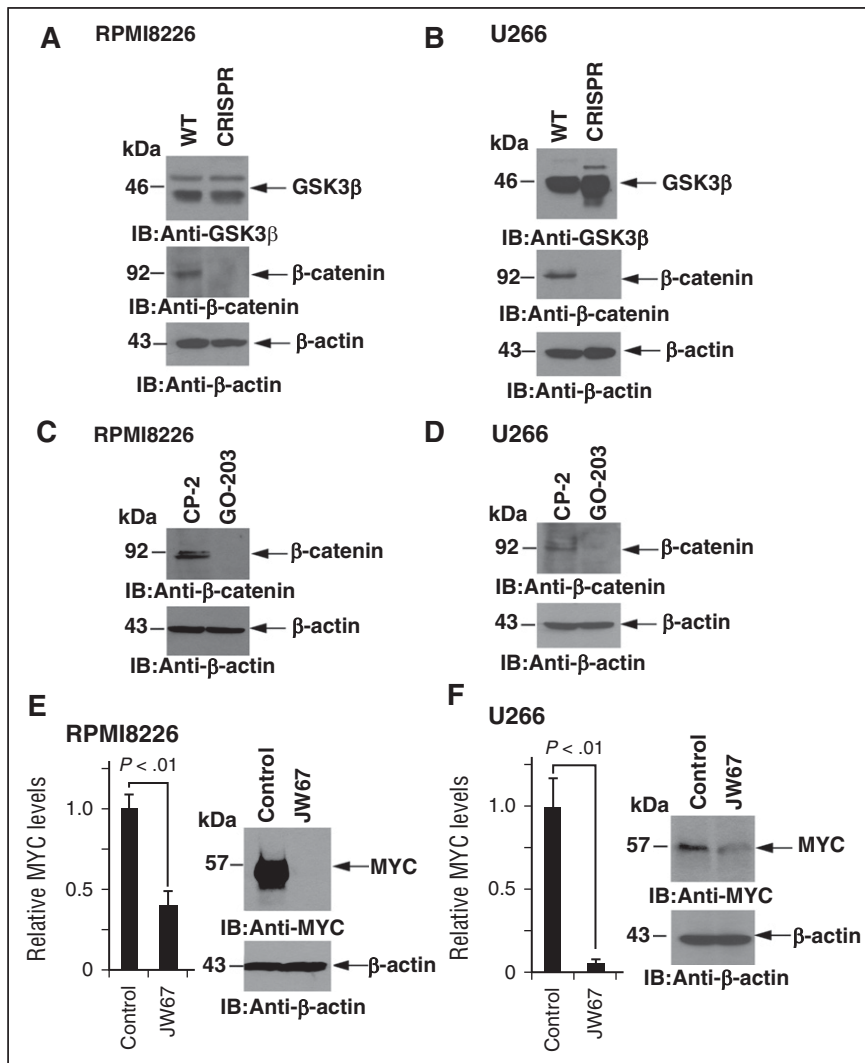 A RPMI8226
WT
CRISPR
kDa
46
GSK3β
IB:Anti-GSK3β
92
β-catenin
IB:Anti-β-catenin
43
β-actin
IB:Anti-β-actin
B U266
WT
CRISPR
kDa
46
GSK3β
IB:Anti-GSK3β
92
β-catenin
IB:Anti-β-catenin
43
β-actin
IB:Anti-β-actin
C RPMI8226
CP-2
GO-203
kDa
92
β-catenin
IB:Anti-β-catenin
43
β-actin
IB:Anti-β-actin
D U266
CP-2
GO-203
kDa
92
β-catenin
IB:Anti-β-catenin
43
β-actin
IB:Anti-β-actin
E
RPMI8226
Relative MYC levels
P < .01
1.0
0.5
0
Control
JW67
Control
JW67
kDa
57
MYC
IB:Anti-MYC
43
β-actin
IB:Anti-β-actin
F
U266
Relative MYC levels
P < .01
1.0
0.5
0
Control
JW67
Control
JW67
kDa
57
MYC
IB:Anti-MYC
43
β-actin
IB:Anti-β-actin